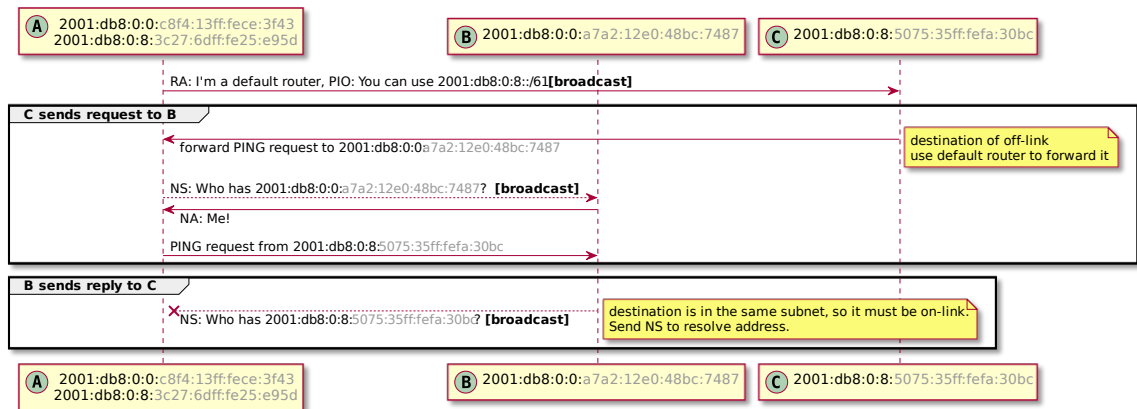 A 2001:db8:0:0:c8f4:13ff:fece:3f43
2001:db8:0:8:3c27:6dff:fe25:e95d
B 2001:db8:0:0:a7a2:12e0:48bc:7487
C 2001:db8:0:8:5075:35ff:fefa:30bc
RA: I'm a default router, PIO: You can use 2001:db8:0:8::/61[broadcast]
C sends request to B
forward PING request to 2001:db8:0:0:a7a2:12e0:48bc:7487
destination of off-link
use default router to forward it
NS: Who has 2001:db8:0:0:a7a2:12e0:48bc:7487? [broadcast]
NA: Me!
PING request from 2001:db8:0:8:5075:35ff:fefa:30bc
B sends reply to C
NS: Who has 2001:db8:0:8:5075:35ff:fefa:30bc? [broadcast]
destination is in the same subnet, so it must be on-link.
Send NS to resolve address.
A 2001:db8:0:0:c8f4:13ff:fece:3f43
2001:db8:0:8:3c27:6dff:fe25:e95d
B 2001:db8:0:0:a7a2:12e0:48bc:7487
C 2001:db8:0:8:5075:35ff:fefa:30bc